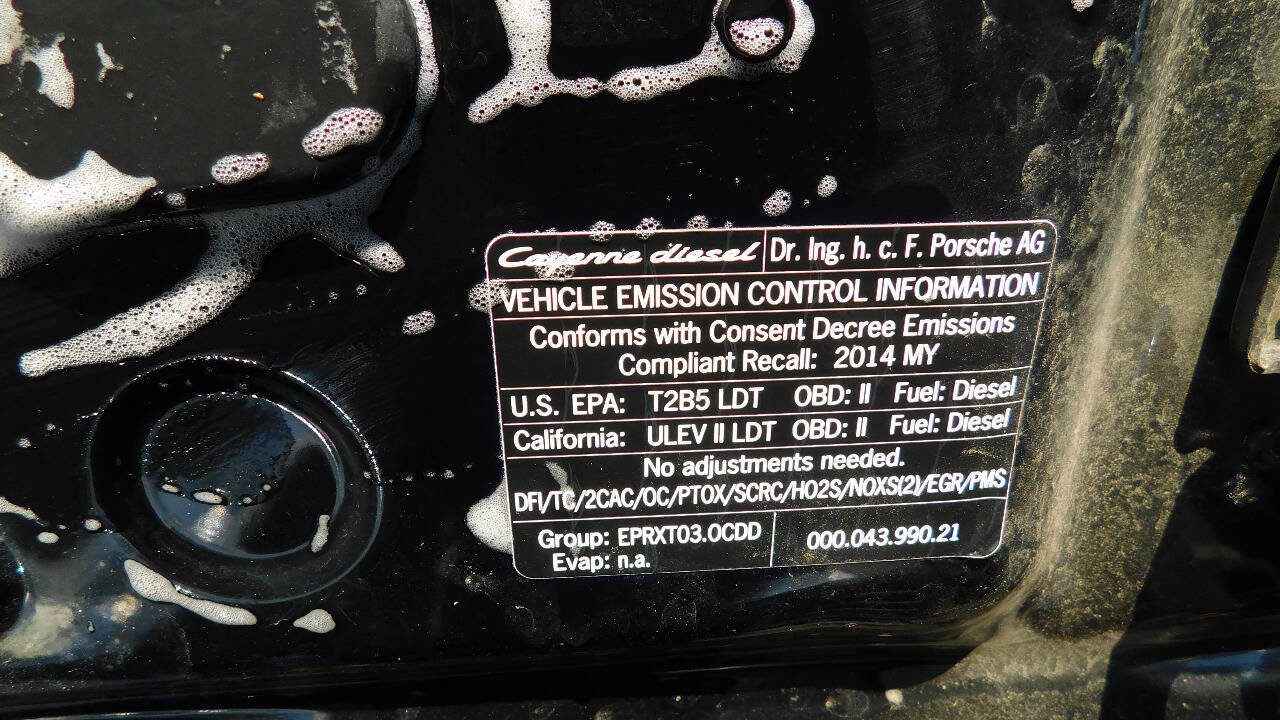 Cayenne diesel Dr. Ing. h. c. F. Porsche AG
VEHICLE EMISSION CONTROL INFORMATION
Conforms with Consent Decree Emissions
Compliant Recall: 2014 MY
U.S. EPA: T2B5 LDT OBD: II Fuel: Diesel
California: ULEV II LDT OBD: II Fuel: Diesel
No adjustments needed.
DFI/TC/2CAC/OC/PTOX/SCRC/HO2S/NOXS(2)/EGR/PMS
Group: EPRXT03.0CDD 000.043.990.21
Evap: n.a.